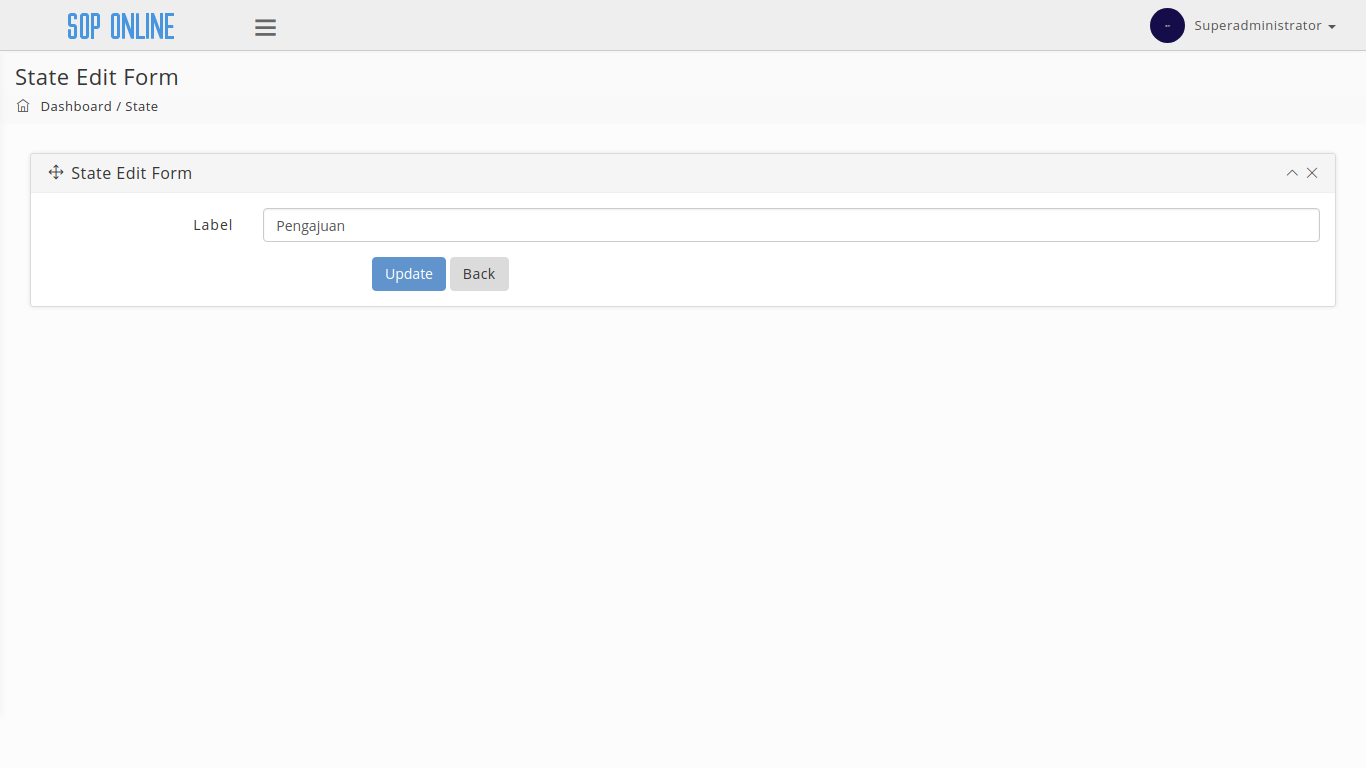 SOP ONLINE
Superadministrator
State Edit Form
Dashboard / State
State Edit Form
Label
Pengajuan
Update Back